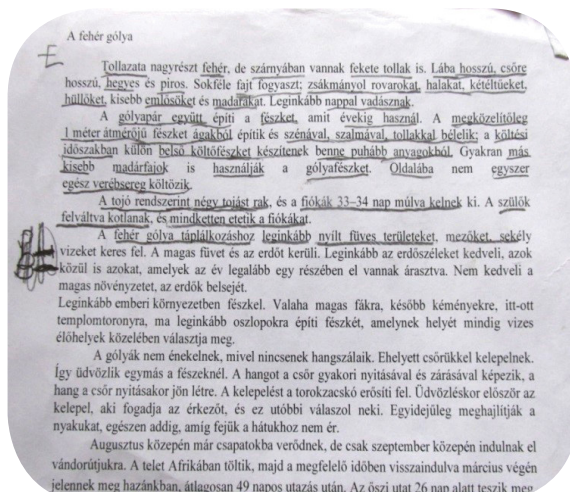 A fehér gólya
E
Tollazata nagyrészt fehér, de szárnyában vannak fekete tollak is. Lába hosszú, csőre
hosszú, hegyes és piros. Sokféle fajt fogyaszt; zsákmányol rovarokat, halakat, kétéltűeket,
hüllőket, kisebb emlősöket és madarakat. Leginkább nappal vadásznak.
A gólyapár együtt építi a fészket, amit évekig használ. A megközelítőleg
1 méter átmérőjű fészket ágakból építik és szénával, szalmával, tollakkal bélelik; a költési
időszakban külön belső költőfészket készítenek benne puhább anyagokból. Gyakran más
kisebb madárfajok is használják a gólyafészket. Oldalába nem egyszer
egész verébsereg költözik.
A tojó rendszerint négy tojást rak, és a fiókák 33–34 nap múlva kelnek ki. A szülők
felváltva kotlanak, és mindketten etetik a fiókákat.
A fehér gólya táplálkozáshoz leginkább nyílt füves területeket, mezőket, sekély
vizeket keres fel. A magas füvet és az erdőt kerüli. Leginkább az erdőszéleket kedveli, azok
közül is azokat, amelyek az év legalább egy részében el vannak árasztva. Nem kedveli a
magas növényzetet, az erdők belsejét.
Leginkább emberi környezetben fészkel. Valaha magas fákra, később kéményekre, itt-ott
templomtoronyra, ma leginkább oszlopokra építi fészkét, amelynek helyét mindig vizes
élőhelyek közelében választja meg.
A gólyák nem énekelnek, mivel nincsenek hangszálaik. Ehelyett csőrükkel kelepelnek.
Így üdvözlik egymás a fészeknél. A hangot a csőr gyakori nyitásával és zárásával képezik, a
hang a csőr nyitásakor jön létre. A kelepelést a torokzacskó erősíti fel. Üdvözléskor először az
kelepel, aki fogadja az érkezőt, és ez utóbbi válaszol neki. Egyidejűleg meghajlítják a
nyakukat, egészen addig, amíg fejük a hátukhoz nem ér.
Augusztus közepén már csapatokba verődnek, de csak szeptember közepén indulnak el
vándorútjukra. A telet Afrikában töltik, majd a megfelelő időben visszaindulva március végén
jelennek meg hazánkban, átlagosan 49 napos utazás után. Az őszi utat 26 nap alatt teszik meg